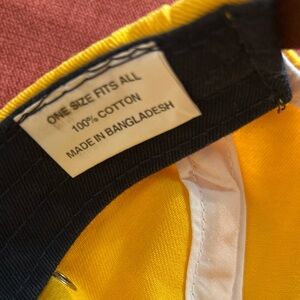 ONE SIZE FITS ALL
100% COTTON
MADE IN BANGLADESH